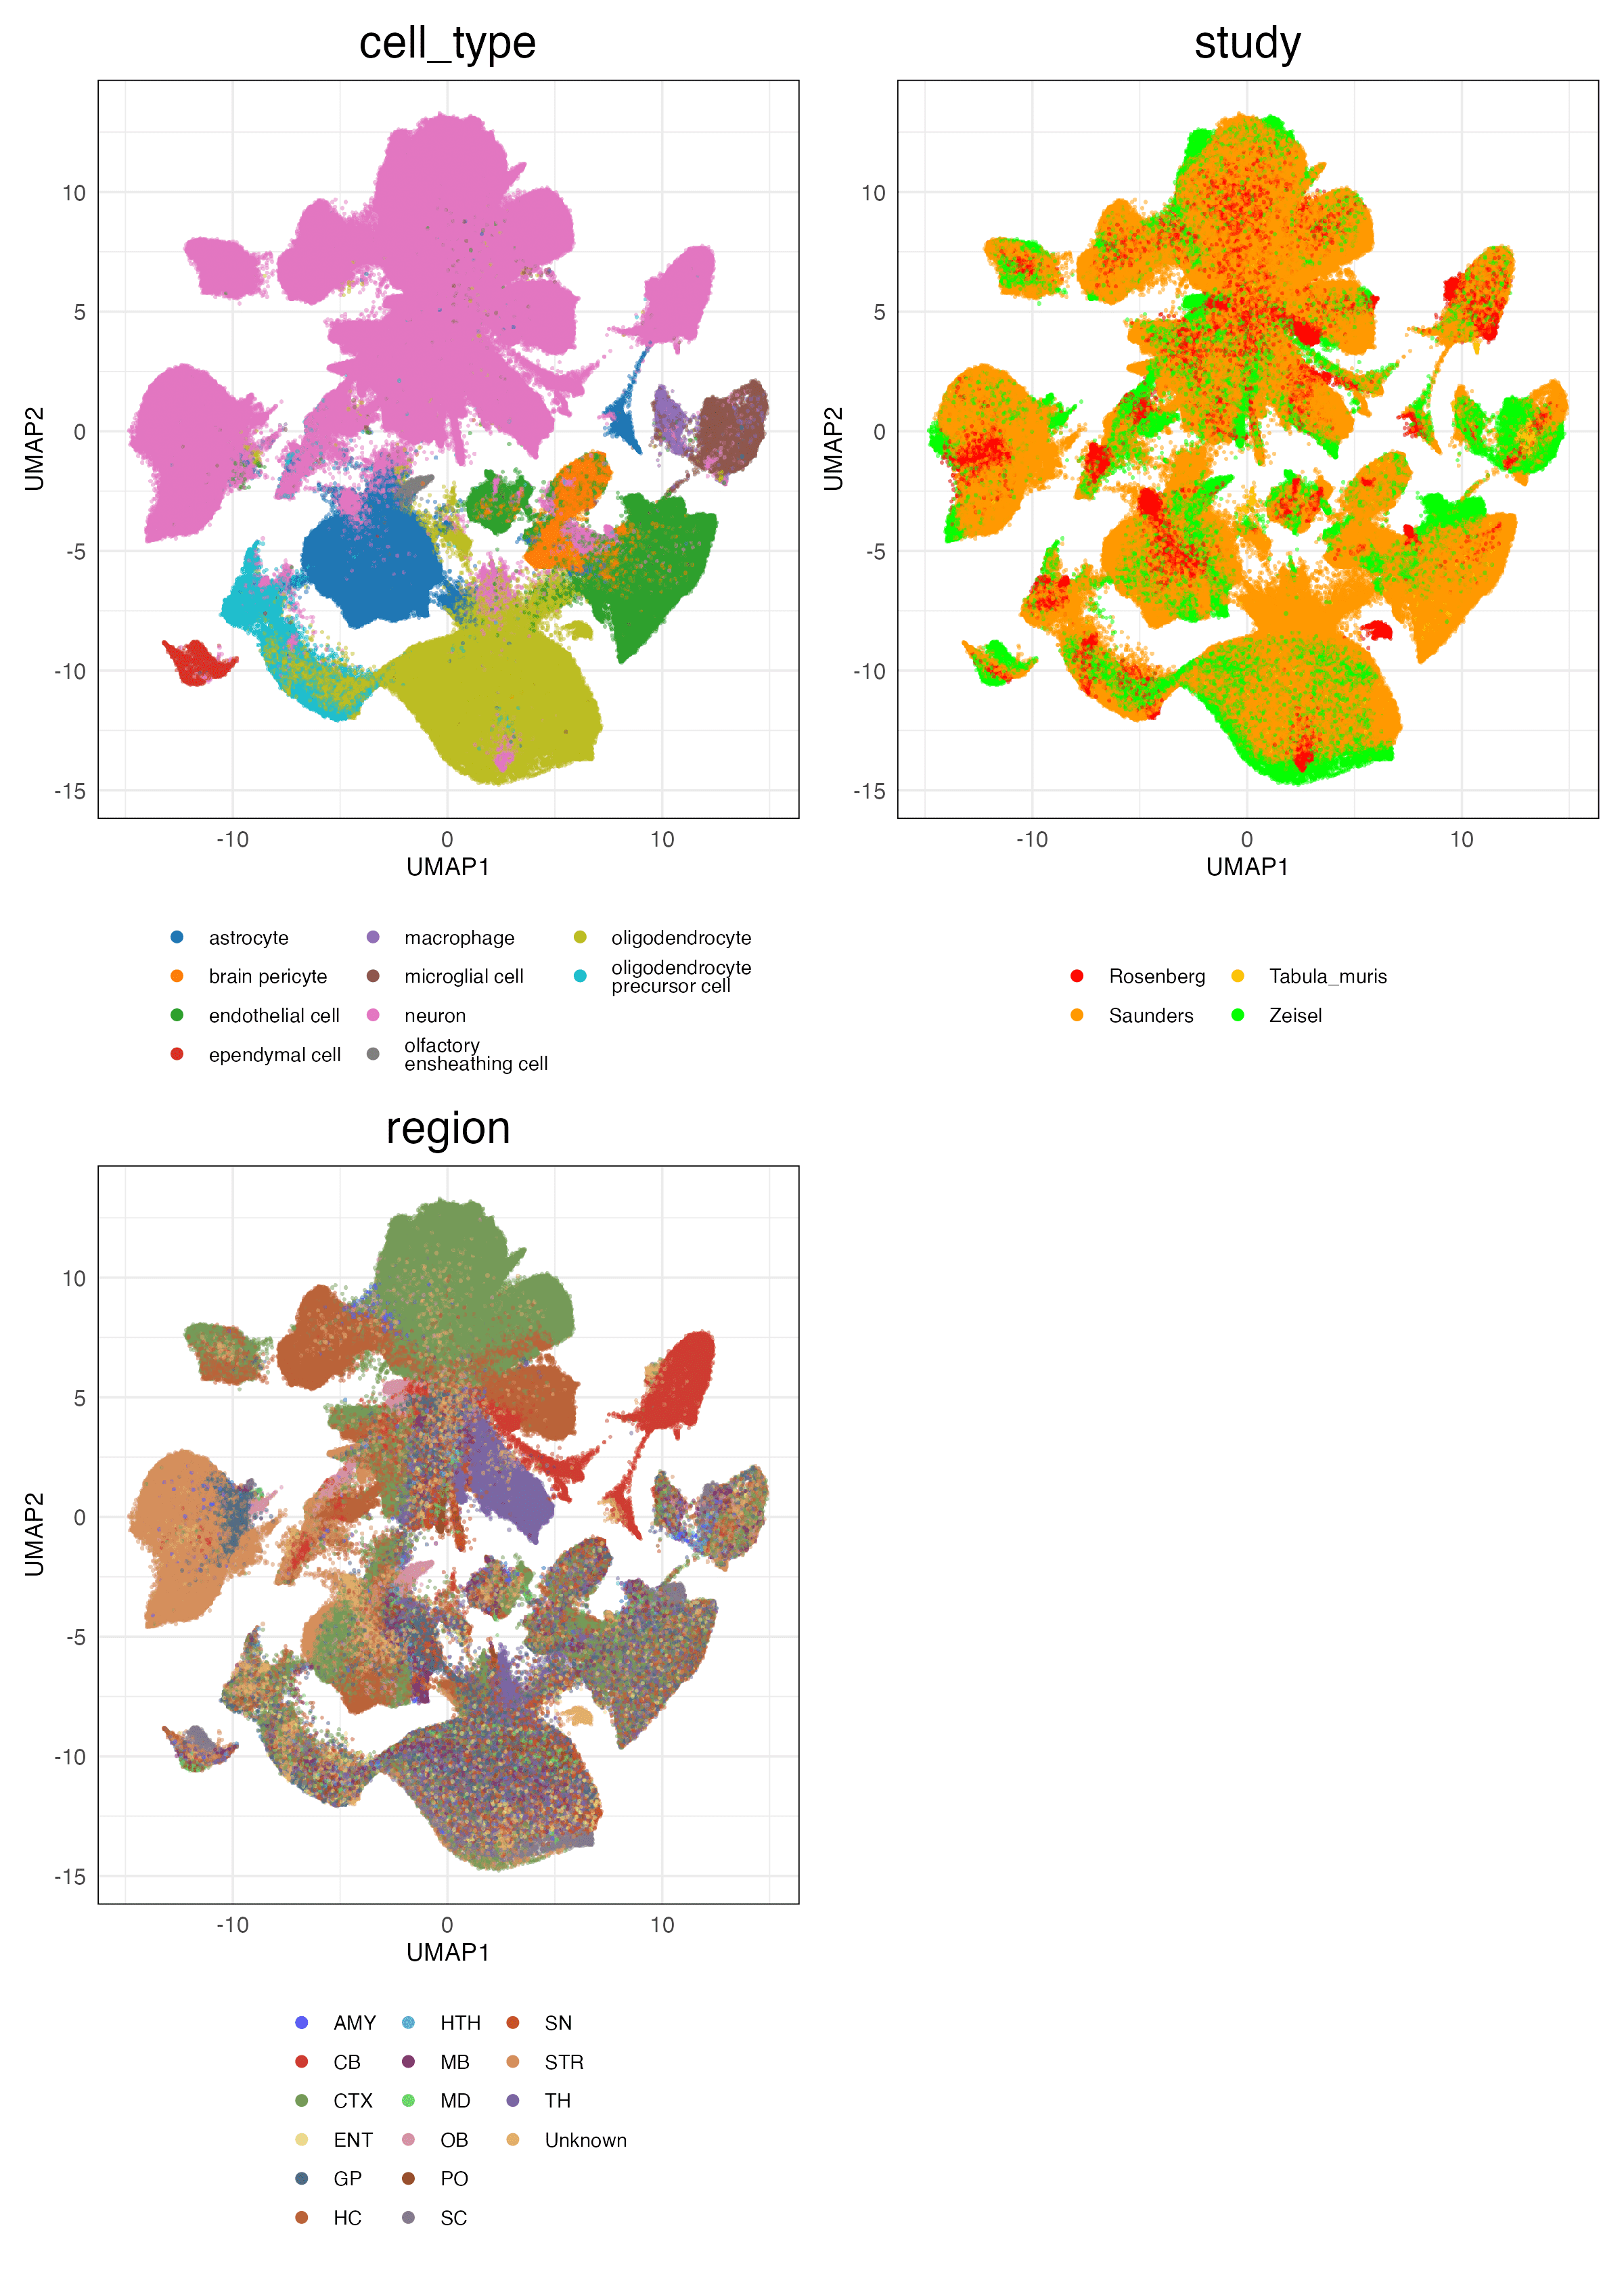 cell_type
study
10
5
0
-5
-10
-15
UMAP2
-10
0
10
UMAP1
10
5
0
-5
-10
-15
UMAP2
-10
0
10
UMAP1
astrocyte
brain pericyte
endothelial cell
ependymal cell
macrophage
microglial cell
neuron
olfactory
ensheathing cell
oligodendrocyte
oligodendrocyte
precursor cell
Rosenberg
Saunders
Tabula_muris
Zeisel
region
10
5
0
-5
-10
-15
UMAP2
-10
0
10
UMAP1
AMY
CB
CTX
ENT
GP
HC
HTH
MB
MD
OB
PO
SC
SN
STR
TH
Unknown